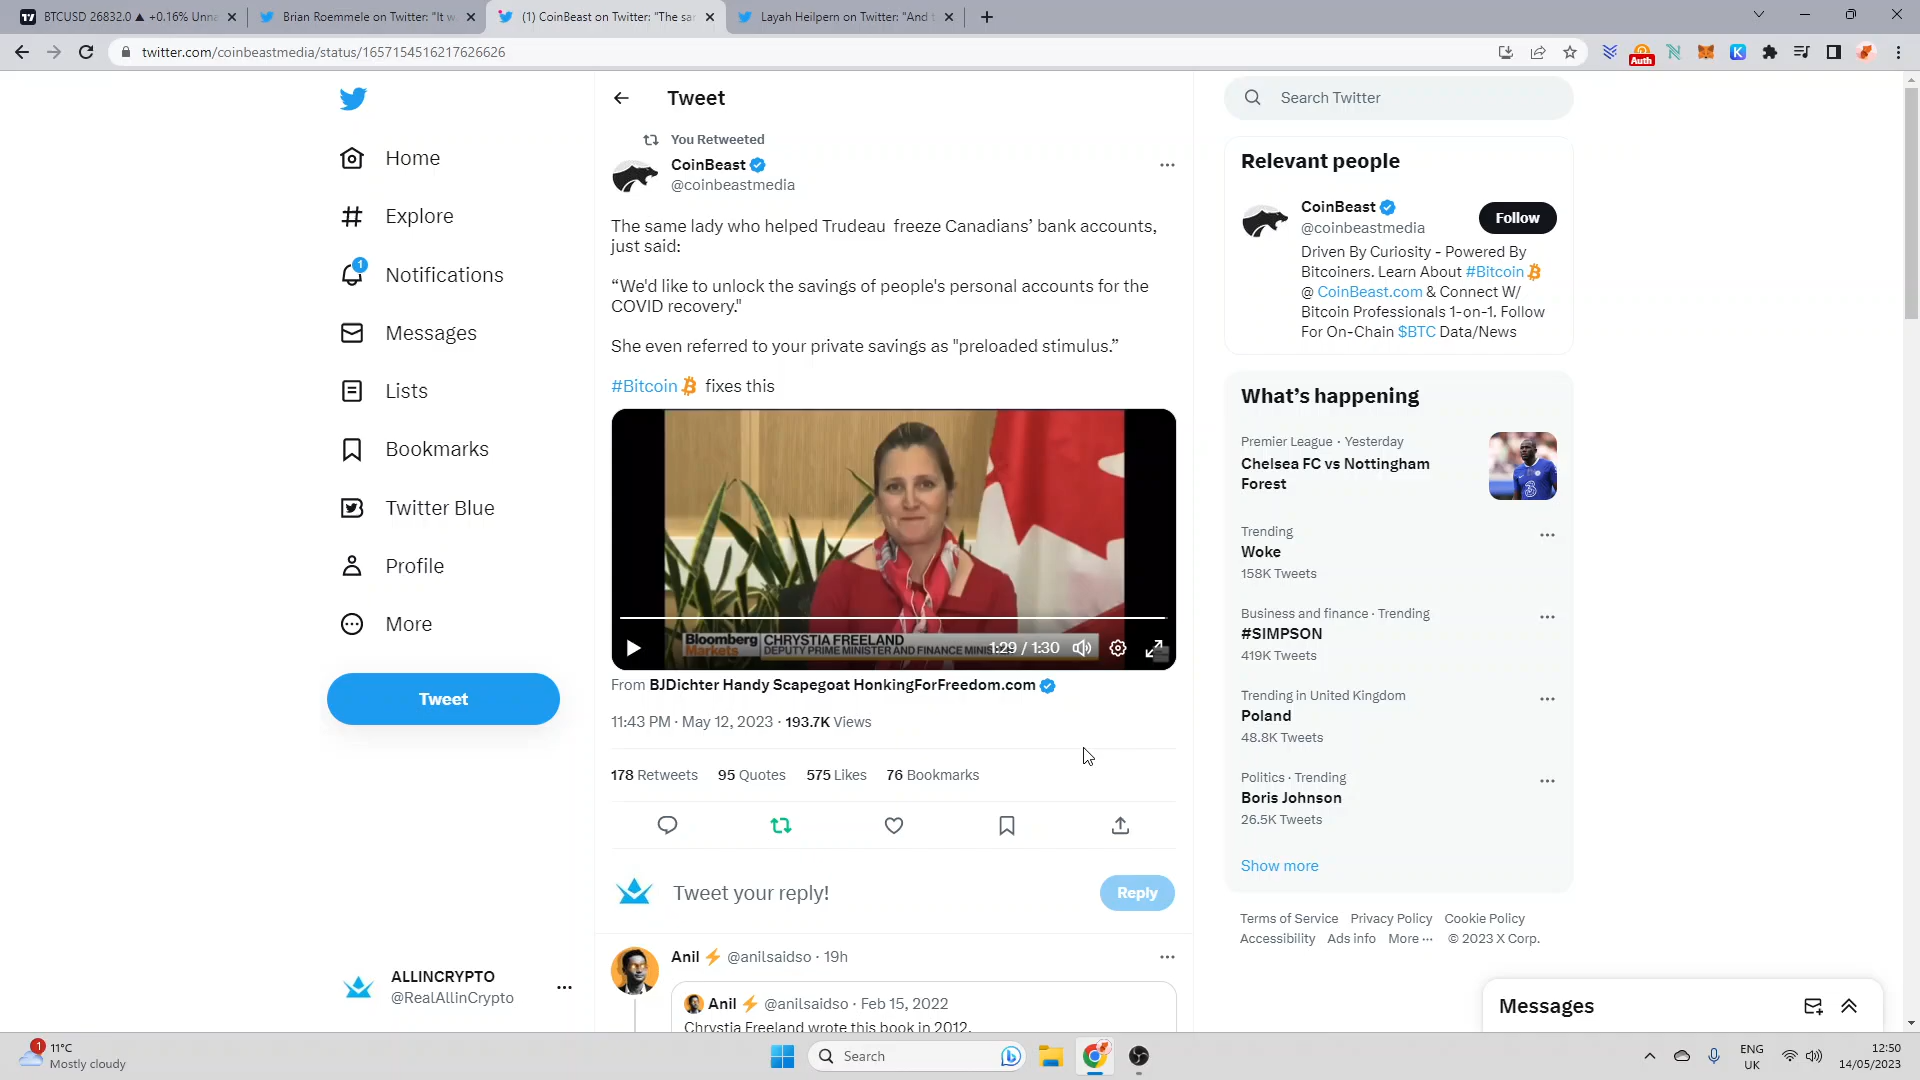 BTCUSD 26832.0 ▲ +0.16% Unna
Brian Roemmele on Twitter: "It w
(1) CoinBeast on Twitter: "The sar
Layah Heilpern on Twitter: "And t
twitter.com/coinbeastmedia/status/1657154516217626626
Auth
Home
Explore
1
Notifications
Messages
Lists
Bookmarks
Twitter Blue
Profile
More
Tweet
ALLINCRYPTO
@RealAllinCrypto
Tweet
You Retweeted
CoinBeast
@coinbeastmedia
The same lady who helped Trudeau freeze Canadians’ bank accounts,
just said:
“We'd like to unlock the savings of people's personal accounts for the
COVID recovery."
She even referred to your private savings as "preloaded stimulus.”
#Bitcoin fixes this
Bloomberg
Markets
CHRYSTIA FREELAND
DEPUTY PRIME MINISTER AND FINANCE
1:29 / 1:30
From BJDichter Handy Scapegoat HonkingForFreedom.com
11:43 PM · May 12, 2023 · 193.7K Views
178 Retweets 95 Quotes 575 Likes 76 Bookmarks
Tweet your reply!
Reply
Anil ⚡ @anilsaidso · 19h
Anil ⚡ @anilsaidso · Feb 15, 2022
Chrystia Freeland wrote this book in 2012.
Search Twitter
Relevant people
CoinBeast
@coinbeastmedia
Follow
Driven By Curiosity - Powered By
Bitcoiners. Learn About #Bitcoin
@ CoinBeast.com & Connect W/
Bitcoin Professionals 1-on-1. Follow
For On-Chain $BTC Data/News
What’s happening
Premier League · Yesterday
Chelsea FC vs Nottingham
Forest
Trending
Woke
158K Tweets
Business and finance · Trending
#SIMPSON
419K Tweets
Trending in United Kingdom
Poland
48.8K Tweets
Politics · Trending
Boris Johnson
26.5K Tweets
Show more
Terms of Service Privacy Policy Cookie Policy
Accessibility Ads info More ··· © 2023 X Corp.
Messages
1
11°C
Mostly cloudy
Search
ENG
UK
12:50
14/05/2023